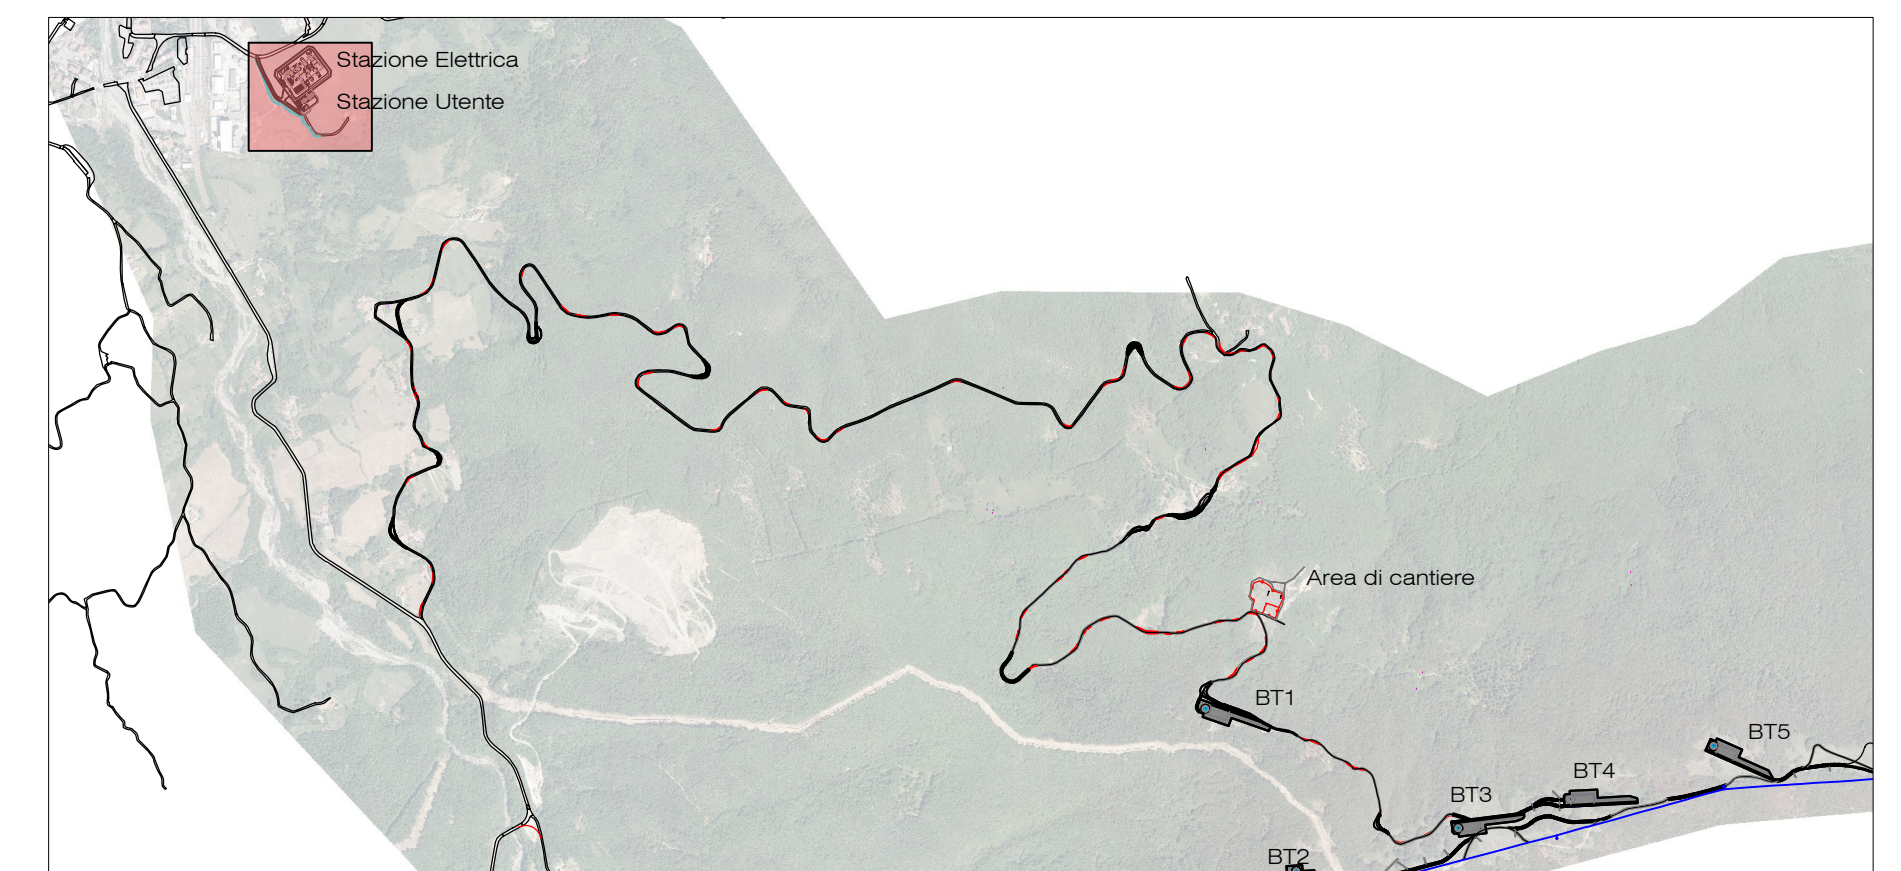 Stazione Elettrica
Stazione Utente
Area di cantiere
BT1
BT5
BT4
BT3
BT2